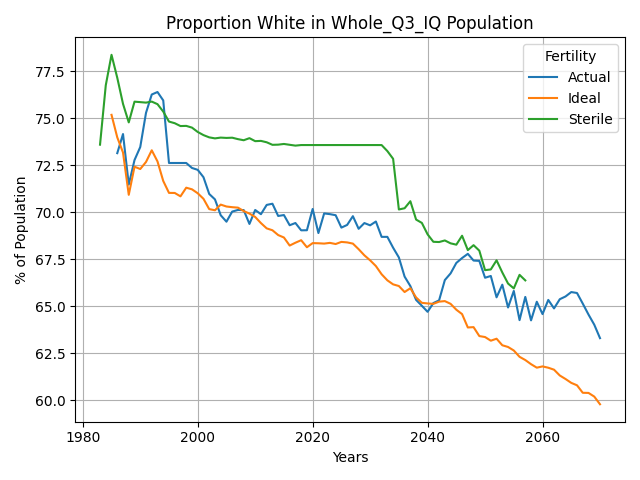 Proportion White in Whole_Q3_IQ Population
Fertility
Actual
Ideal
Sterile
% of Population
77.5
75.0
72.5
70.0
67.5
65.0
62.5
60.0
1980
2000
2020
2040
2060
Years